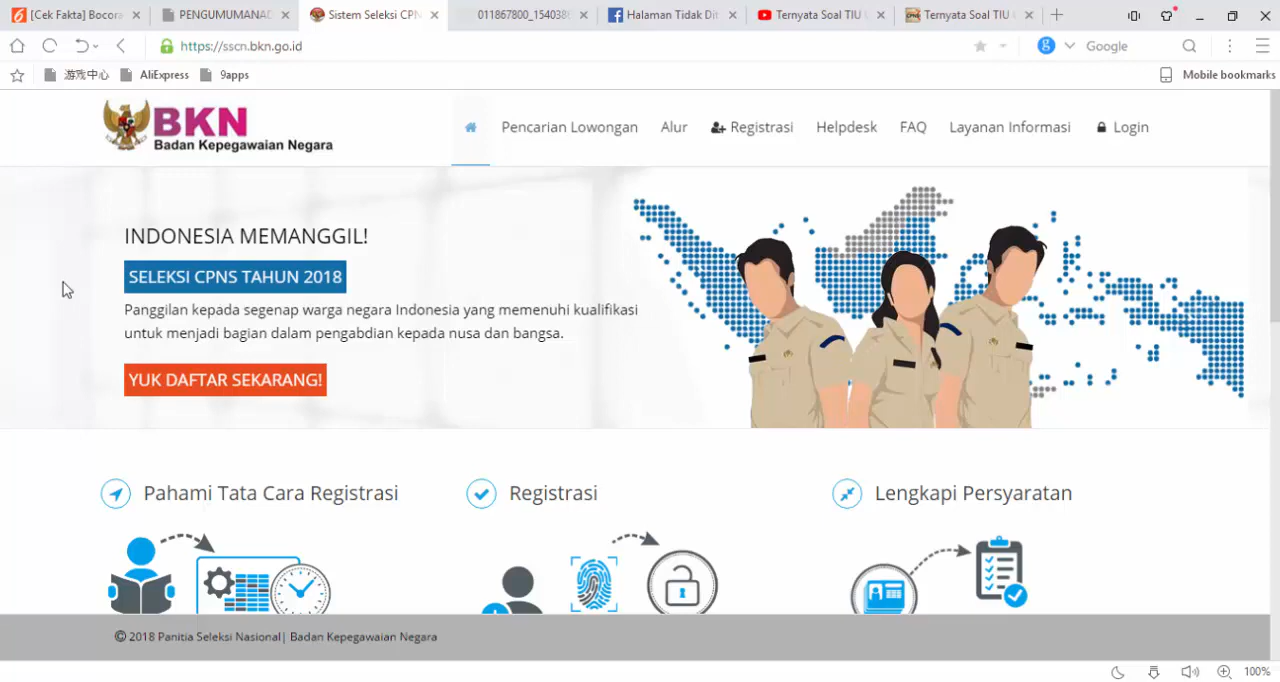 [Cek Fakta] Bocora
PENGUMUMANAD
Sistem Seleksi CPN
011867800_154038
Halaman Tidak Dit
Ternyata Soal TIU
Ternyata Soal TIU
https://sscn.bkn.go.id
Google
游戏中心
AliExpress
9apps
Mobile bookmarks
BKN
Badan Kepegawaian Negara
Pencarian Lowongan
Alur
Registrasi
Helpdesk
FAQ
Layanan Informasi
Login
INDONESIA MEMANGGIL!
SELEKSI CPNS TAHUN 2018
Panggilan kepada segenap warga negara Indonesia yang memenuhi kualifikasi
untuk menjadi bagian dalam pengabdian kepada nusa dan bangsa.
YUK DAFTAR SEKARANG!
Pahami Tata Cara Registrasi
Registrasi
Lengkapi Persyaratan
© 2018 Panitia Seleksi Nasional| Badan Kepegawaian Negara
100%